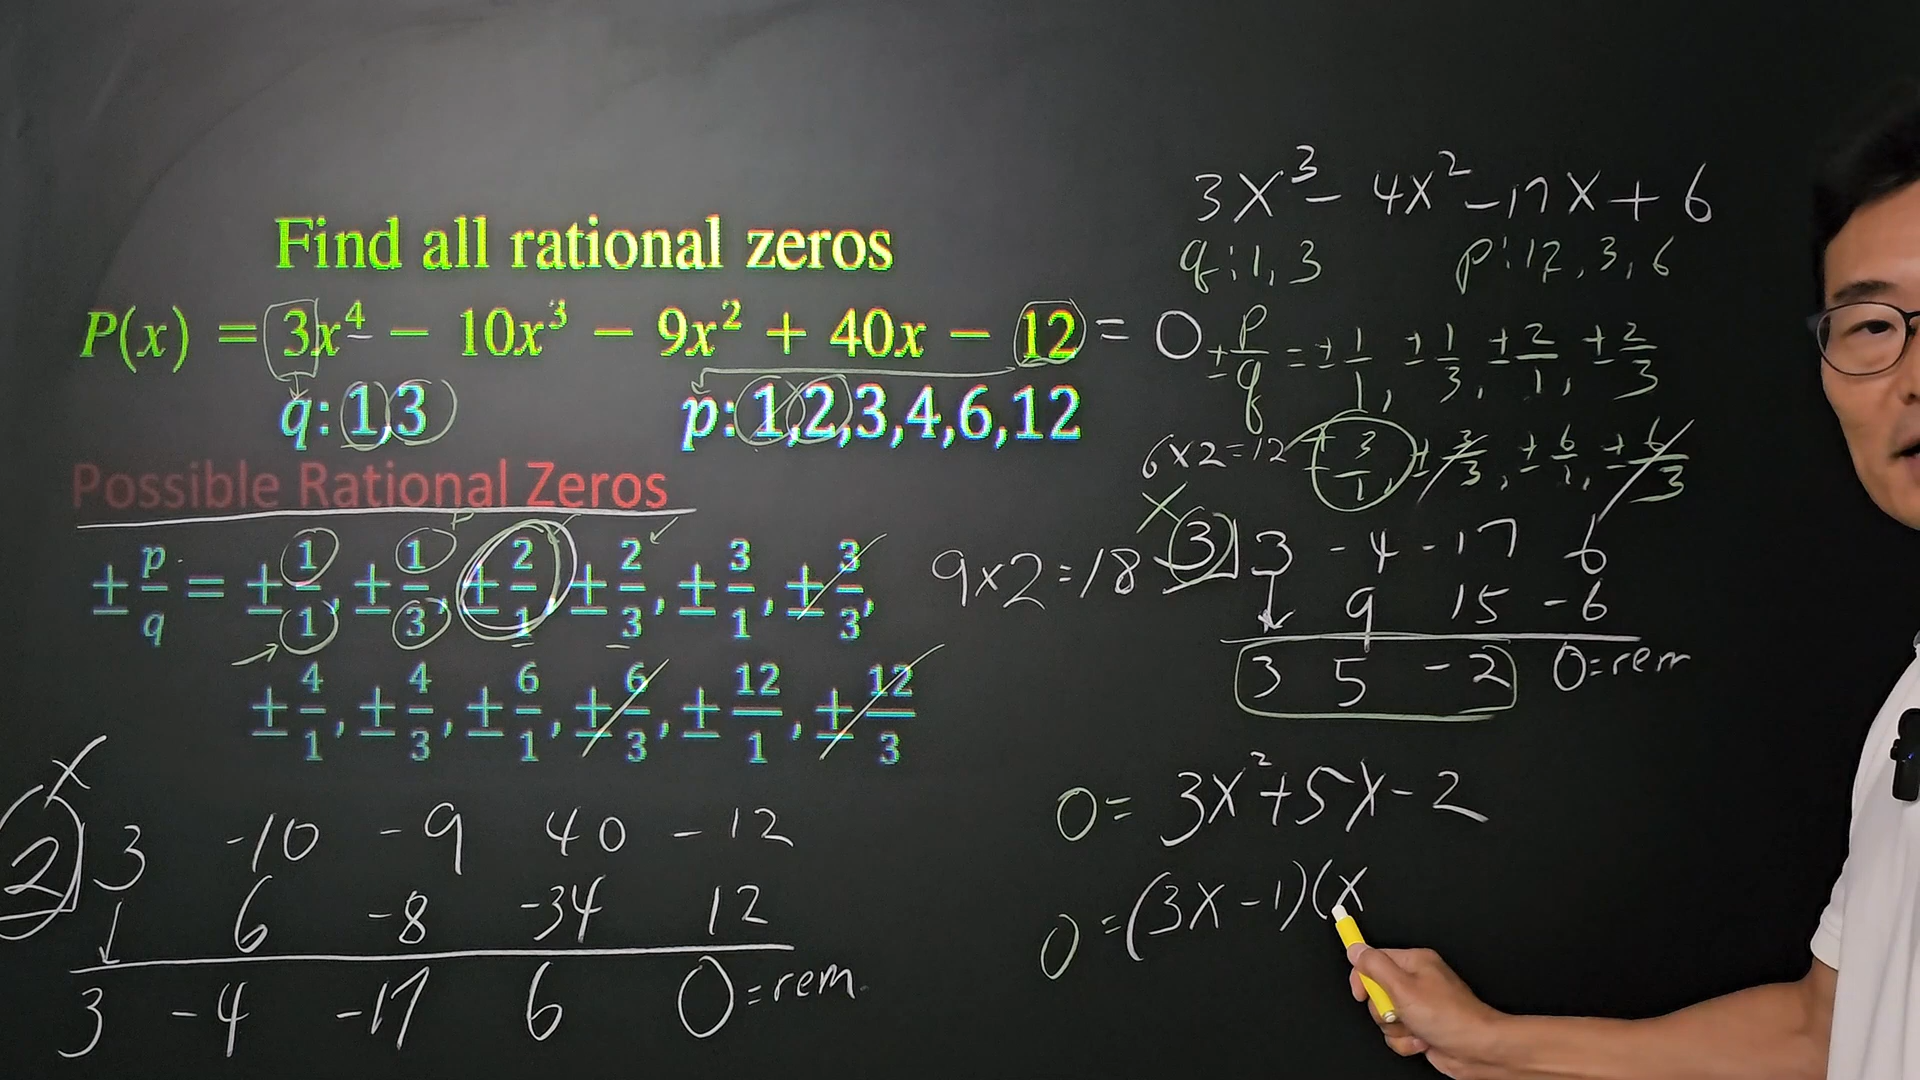 Find all rational zeros
P(x) = 3x⁴ − 10x³ − 9x² + 40x − 12 = 0
q: 1,3 p: 1,2,3,4,6,12
Possible Rational Zeros
± p/q = ± 1/1, ± 1/3, ± 2/1, ± 2/3, ± 3/1, ± 3/3,
± 4/1, ± 4/3, ± 6/1, ± 6/3, ± 12/1, ± 12/3
x
2 3 -10 -9 40 -12
6 -8 -34 12
3 -4 -17 6 0 = rem.
3x³ - 4x² - 17x + 6
q: 1, 3 p: 1, 2, 3, 6
± p/q = ± 1/1, ± 1/3, ± 2/1, ± 2/3
6x2=12 ± 3/1, ± 3/3, ± 6/1, ± 6/3
x
9x2=18 3 3 -4 -17 6
9 15 -6
3 5 -2 0=rem
0= 3x²+5x-2
0=(3x-1)(x